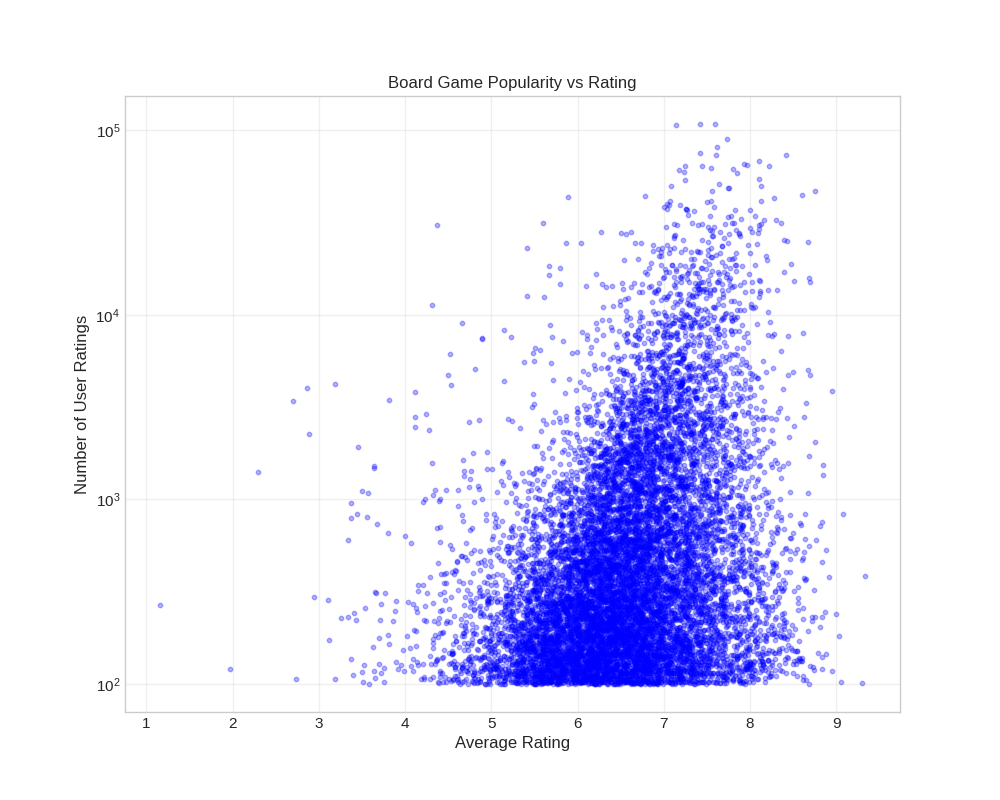 Board Game Popularity vs Rating
Number of User Ratings
10^5
10^4
10^3
10^2
1 2 3 4 5 6 7 8 9
Average Rating